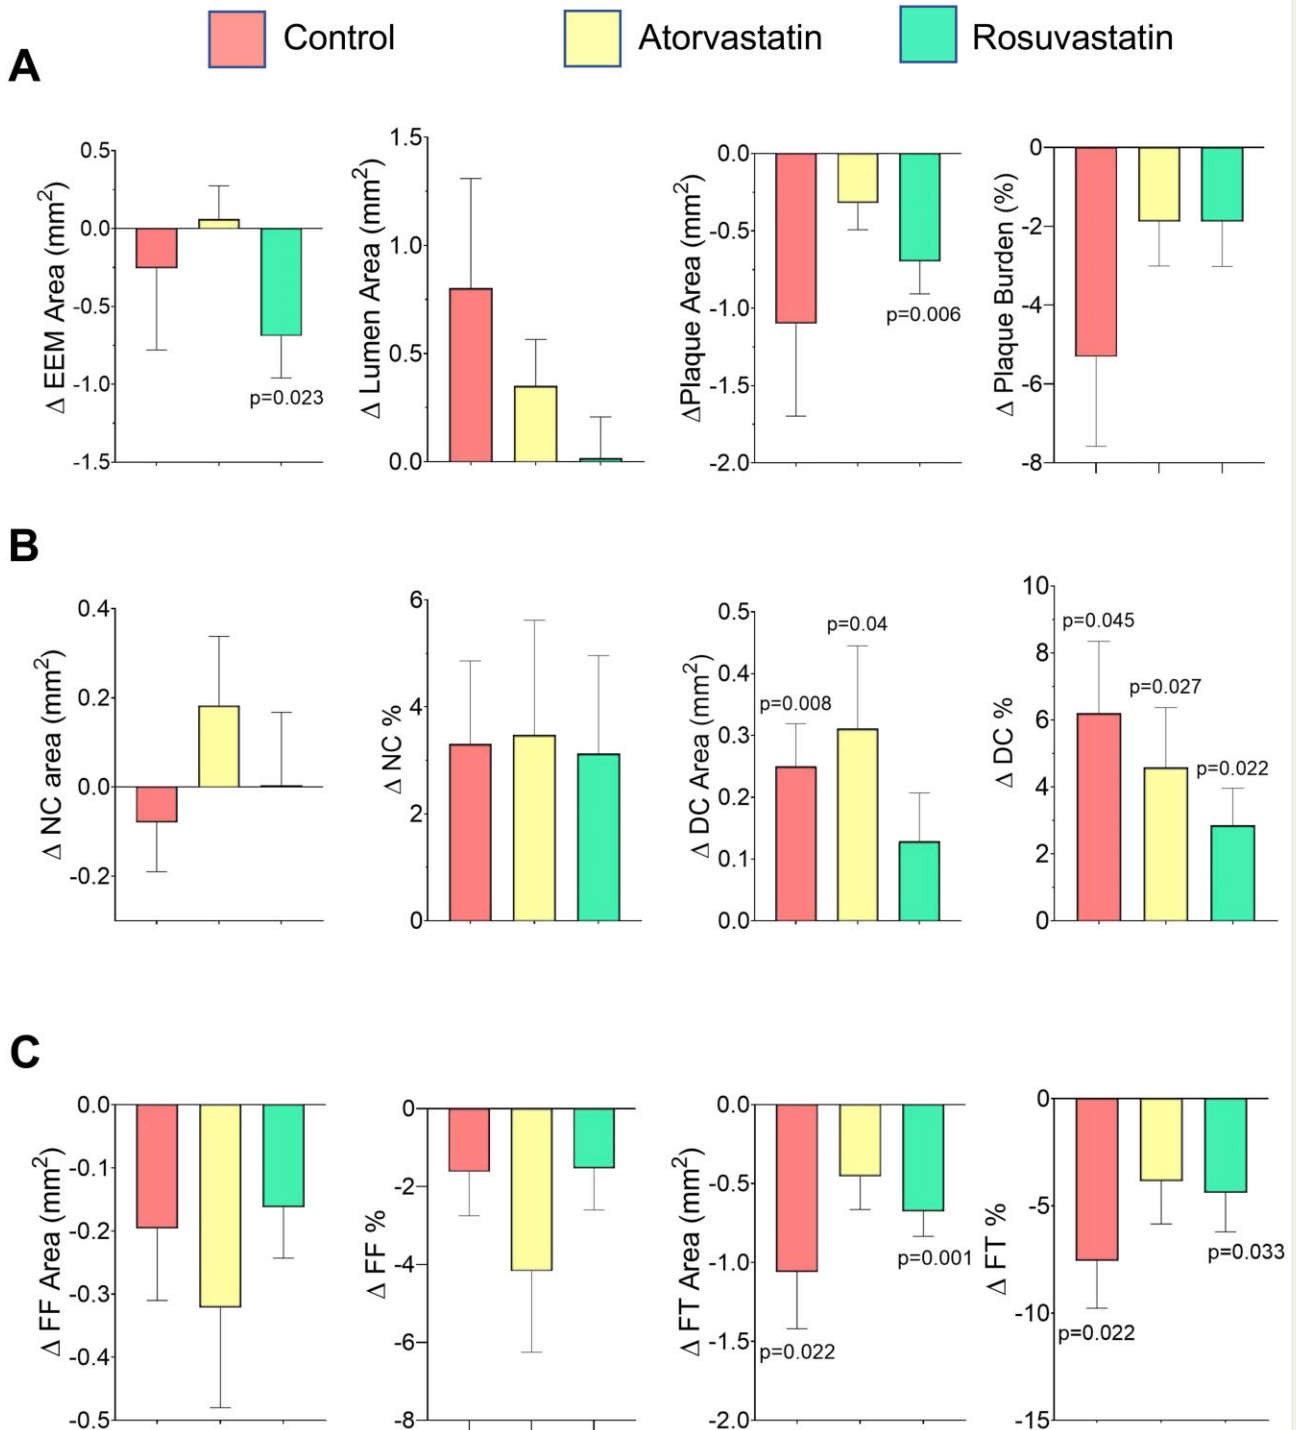 Control
Atorvastatin
Rosuvastatin
A
Δ EEM Area (mm²)
0.5
0.0
-0.5
-1.0
-1.5
p=0.023
Δ Lumen Area (mm²)
1.5
1.0
0.5
0.0
ΔPlaque Area (mm²)
0.0
-0.5
-1.0
-1.5
-2.0
p=0.006
Δ Plaque Burden (%)
0
-2
-4
-6
-8
B
Δ NC area (mm²)
0.4
0.2
0.0
-0.2
Δ NC %
6
4
2
0
Δ DC Area (mm²)
0.5
0.4
0.3
0.2
0.1
0.0
p=0.008
p=0.04
Δ DC %
10
8
6
4
2
0
p=0.045
p=0.027
p=0.022
C
Δ FF Area (mm²)
0.0
-0.1
-0.2
-0.3
-0.4
-0.5
Δ FF %
0
-2
-4
-6
-8
Δ FT Area (mm²)
0.0
-0.5
-1.0
-1.5
-2.0
p=0.022
p=0.001
Δ FT %
0
-5
-10
-15
p=0.022
p=0.033